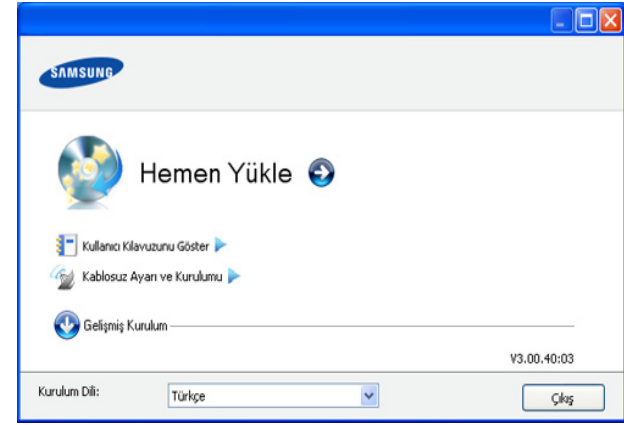 SAMSUNG
Hemen Yükle
Kullanıcı Kılavuzunu Göster
Kablosuz Ayarı ve Kurulumu
Gelişmiş Kurulum
V3.00.40:03
Kurulum Dili:
Türkçe
Çıkış